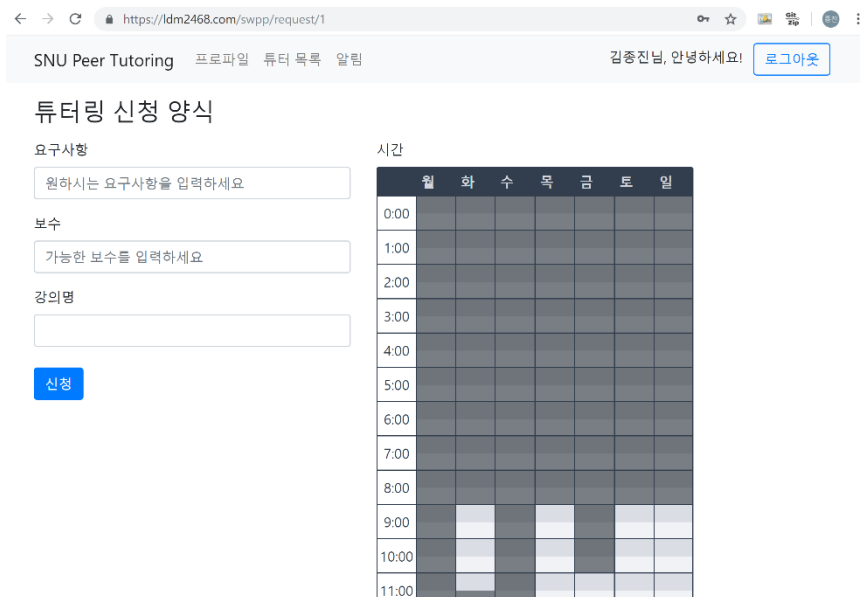 https://ldm2468.com/swpp/request/1
Git
Zip
종진
SNU Peer Tutoring 프로파일 튜터 목록 알림 김종진님, 안녕하세요! 로그아웃
튜터링 신청 양식
요구사항
원하시는 요구사항을 입력하세요
보수
가능한 보수를 입력하세요
강의명
신청
시간
월 화 수 목 금 토 일
0:00
1:00
2:00
3:00
4:00
5:00
6:00
7:00
8:00
9:00
10:00
11:00